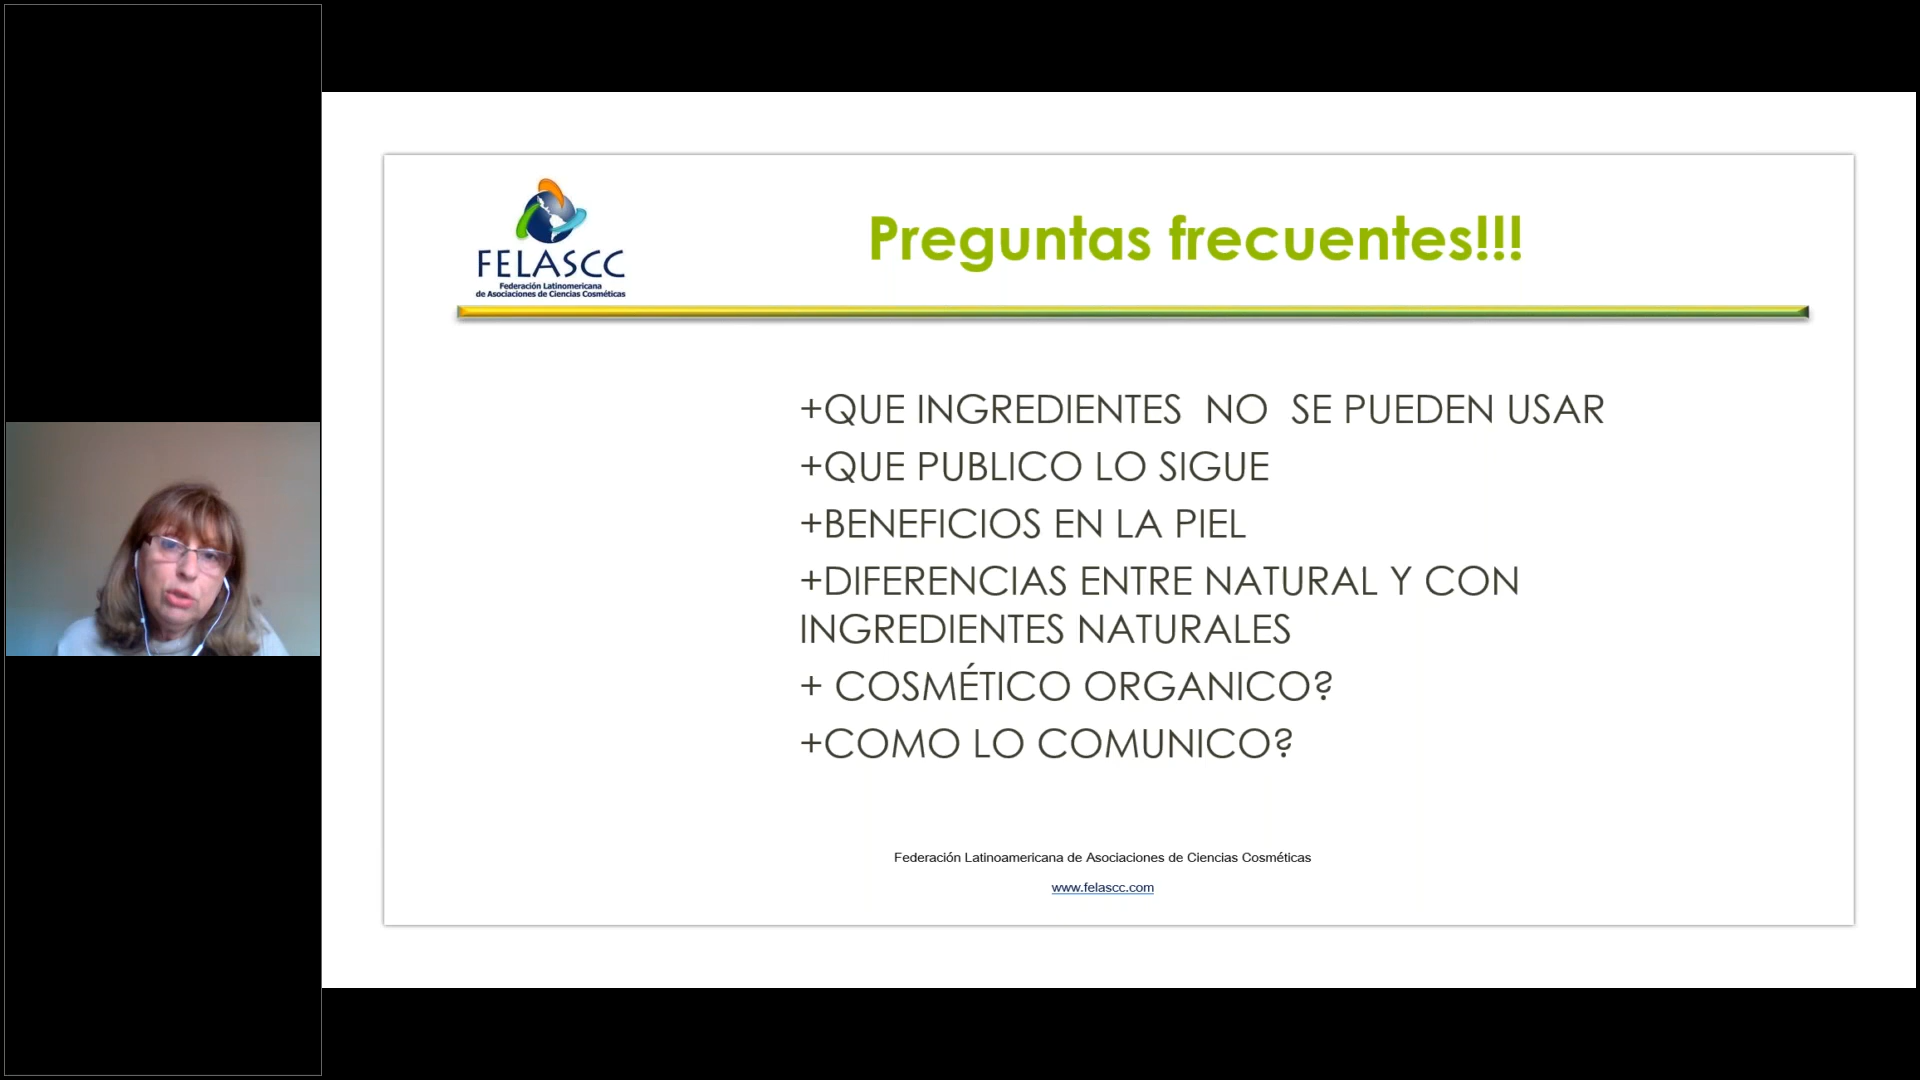 FELASCC
Federación Latinomericana
de Asociaciones de Ciencias Cosméticas
Preguntas frecuentes!!!
+QUE INGREDIENTES  NO  SE PUEDEN USAR
+QUE PUBLICO LO SIGUE
+BENEFICIOS EN LA PIEL
+DIFERENCIAS ENTRE NATURAL Y CON
INGREDIENTES NATURALES
+ COSMÉTICO ORGANICO?
+COMO LO COMUNICO?
Federación Latinoamericana de Asociaciones de Ciencias Cosméticas
www.felascc.com